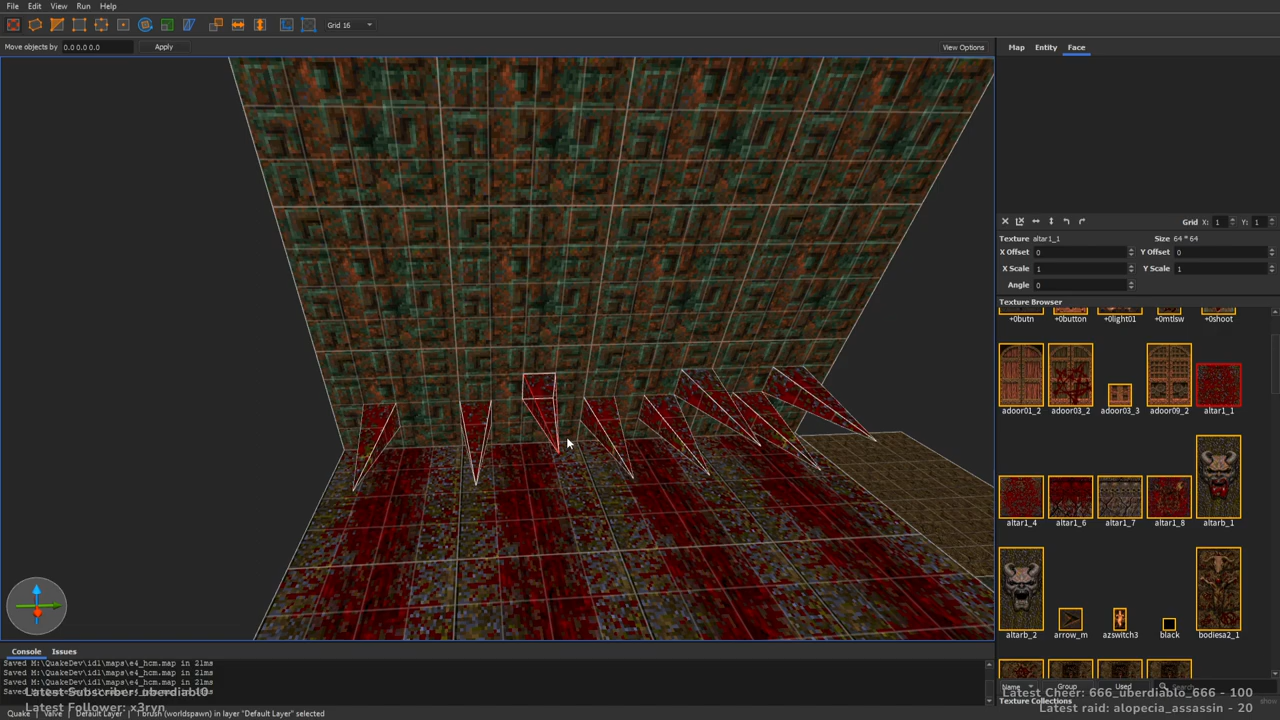 File Edit View Run Help
Grid 16
Move objects by 0.0 0.0 0.0 Apply View Options
Map Entity Face
Grid X: 1 Y: 1
Texture altar1_1 Size 64 * 64
X Offset 0 Y Offset 0
X Scale 1 Y Scale 1
Angle 0
Texture Browser
+0butn +0button +0light01 +0mtlsw +0shoot
adoor01_2 adoor03_2 adoor03_3 adoor09_2 altar1_1
altar1_4 altar1_6 altar1_7 altar1_8 altarb_1
altarb_2 arrow_m azswitch3 black bodiesa2_1
Name Group Used Search
Texture Collections show
Console Issues
Saved M:\QuakeDev\id1\maps\e4_hcm.map in 21ms
Saved M:\QuakeDev\id1\maps\e4_hcm.map in 21ms
Saved M:\QuakeDev\id1\maps\e4_hcm.map in 21ms
Latest Follower: x3ryn
Latest Cheer: 666_uberdiablo_666 - 100
Latest raid: alopecia_assassin - 20
Quake Valve Default Layer 1 brush (worldspawn) in layer "Default Layer" selected